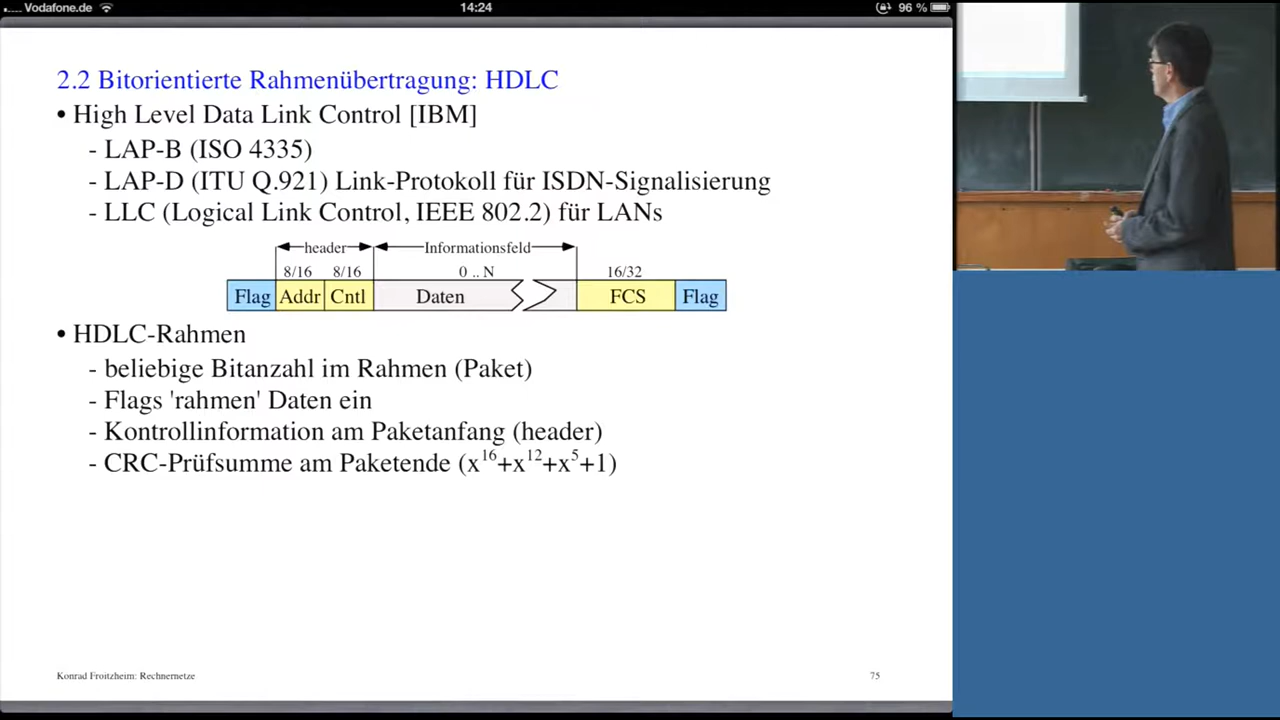 Vodafone.de 14:24 96 %
2.2 Bitorientierte Rahmenübertragung: HDLC
• High Level Data Link Control [IBM]
- LAP-B (ISO 4335)
- LAP-D (ITU Q.921) Link-Protokoll für ISDN-Signalisierung
- LLC (Logical Link Control, IEEE 802.2) für LANs
header Informationsfeld
8/16 8/16 0 .. N 16/32
Flag Addr Cntl Daten FCS Flag
• HDLC-Rahmen
- beliebige Bitanzahl im Rahmen (Paket)
- Flags 'rahmen' Daten ein
- Kontrollinformation am Paketanfang (header)
- CRC-Prüfsumme am Paketende (x¹⁶+x¹²+x⁵+1)
Konrad Froitzheim: Rechnernetze 75